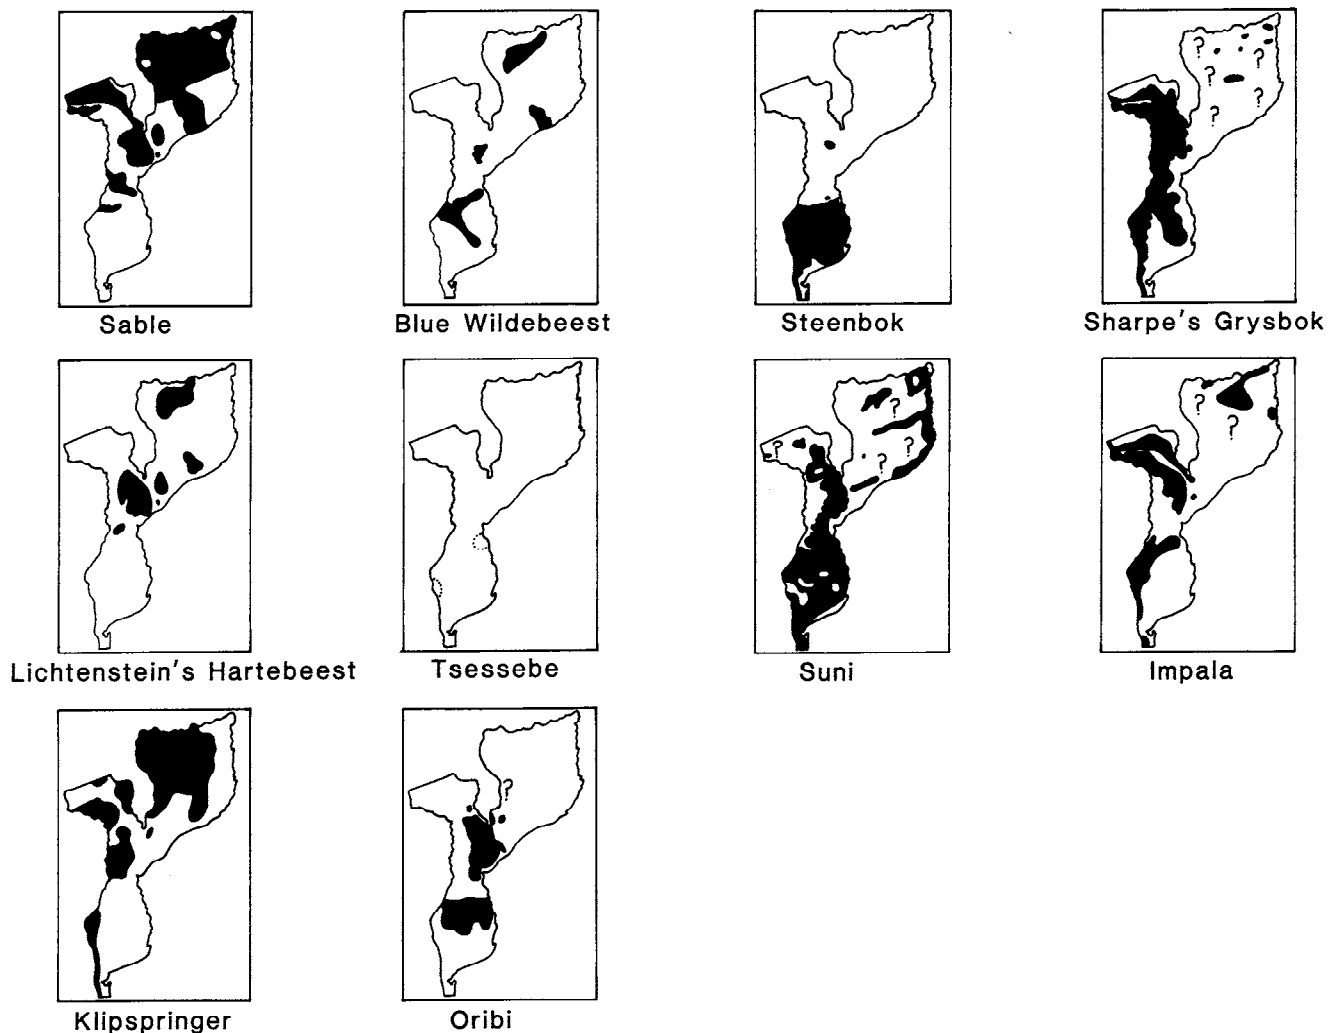 Sable
Blue Wildebeest
Steenbok
? ? ? ? ? ?
Sharpe's Grysbok
Lichtenstein's Hartebeest
Tsessebe
? ? ? ?
Suni
? ?
Impala
Klipspringer
?
Oribi